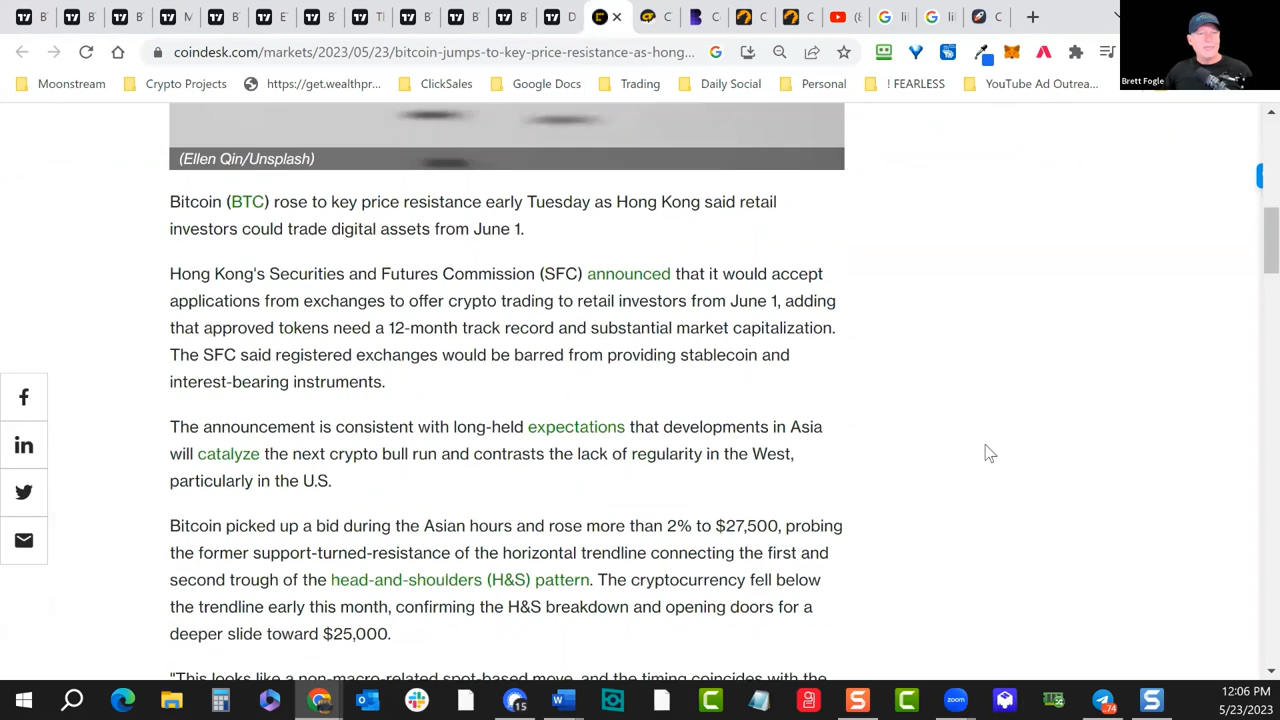 B
B
B
M
B
E
B
T
B
B
B
D
C
C
C
C
C
(8
lil
lil
C
coindesk.com/markets/2023/05/23/bitcoin-jumps-to-key-price-resistance-as-hong...
Moonstream
Crypto Projects
https://get.wealthpr...
ClickSales
Google Docs
Trading
Daily Social
Personal
! FEARLESS
YouTube Ad Outrea...
Brett Fogle
(Ellen Qin/Unsplash)
Bitcoin (BTC) rose to key price resistance early Tuesday as Hong Kong said retail
investors could trade digital assets from June 1.
Hong Kong's Securities and Futures Commission (SFC) announced that it would accept
applications from exchanges to offer crypto trading to retail investors from June 1, adding
that approved tokens need a 12-month track record and substantial market capitalization.
The SFC said registered exchanges would be barred from providing stablecoin and
interest-bearing instruments.
The announcement is consistent with long-held expectations that developments in Asia
will catalyze the next crypto bull run and contrasts the lack of regularity in the West,
particularly in the U.S.
Bitcoin picked up a bid during the Asian hours and rose more than 2% to $27,500, probing
the former support-turned-resistance of the horizontal trendline connecting the first and
second trough of the head-and-shoulders (H&S) pattern. The cryptocurrency fell below
the trendline early this month, confirming the H&S breakdown and opening doors for a
deeper slide toward $25,000.
"This looks like a non-macro-related spot-based move, and the timing coincides with the
15
74
12:06 PM
5/23/2023